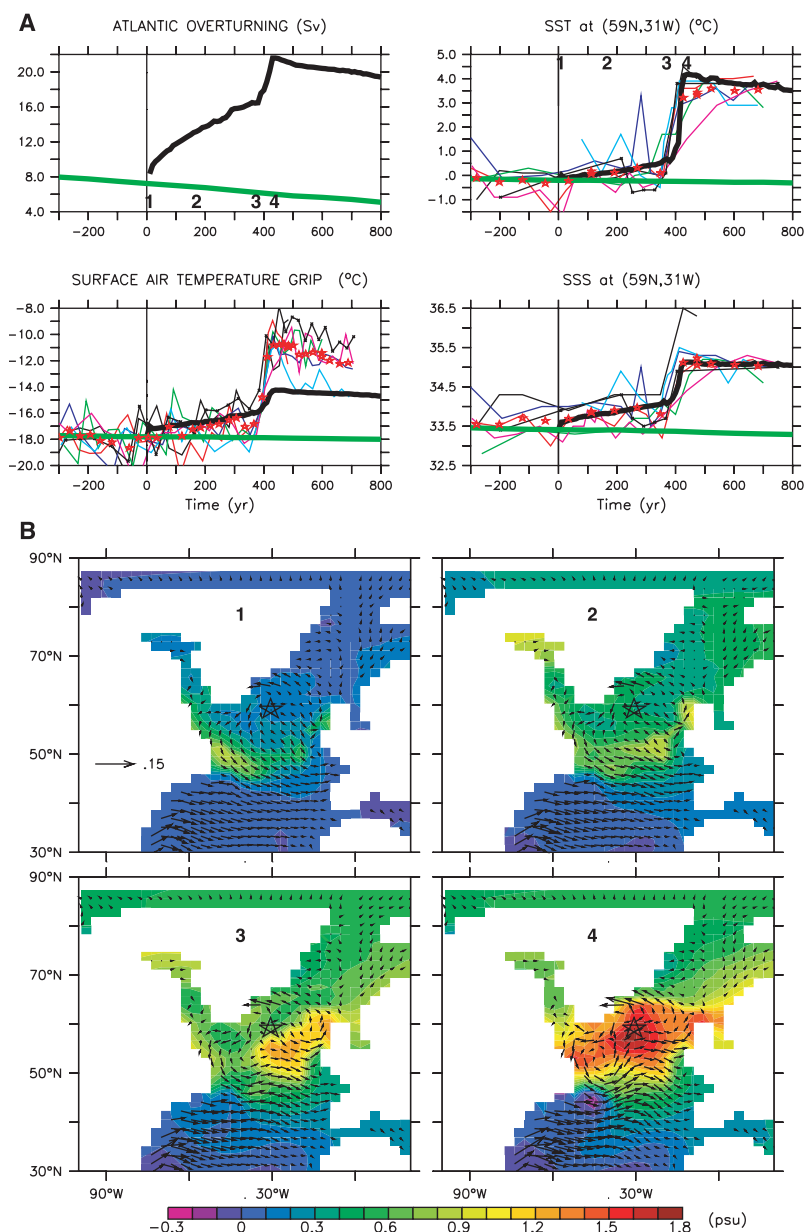 A
ATLANTIC OVERTURNING (Sv)
20.0
16.0
12.0
8.0
4.0
1 2 3 4
-200 0 200 400 600 800
SST at (59N,31W) (°C)
5.0
4.0
3.0
2.0
1.0
.0
-1.0
1 2 3 4
-200 0 200 400 600 800
SURFACE AIR TEMPERATURE GRIP (°C)
-8.0
-10.0
-12.0
-14.0
-16.0
-18.0
-20.0
-200 0 200 400 600 800
Time (yr)
SSS at (59N,31W)
36.5
35.5
34.5
33.5
32.5
-200 0 200 400 600 800
Time (yr)
B
90°N
70°N
50°N
30°N
1
.15
2
90°N
70°N
50°N
30°N
3
4
90°W . 30W
90°W . 30W
-0.3 0 0.3 0.6 0.9 1.2 1.5 1.8 (psu)